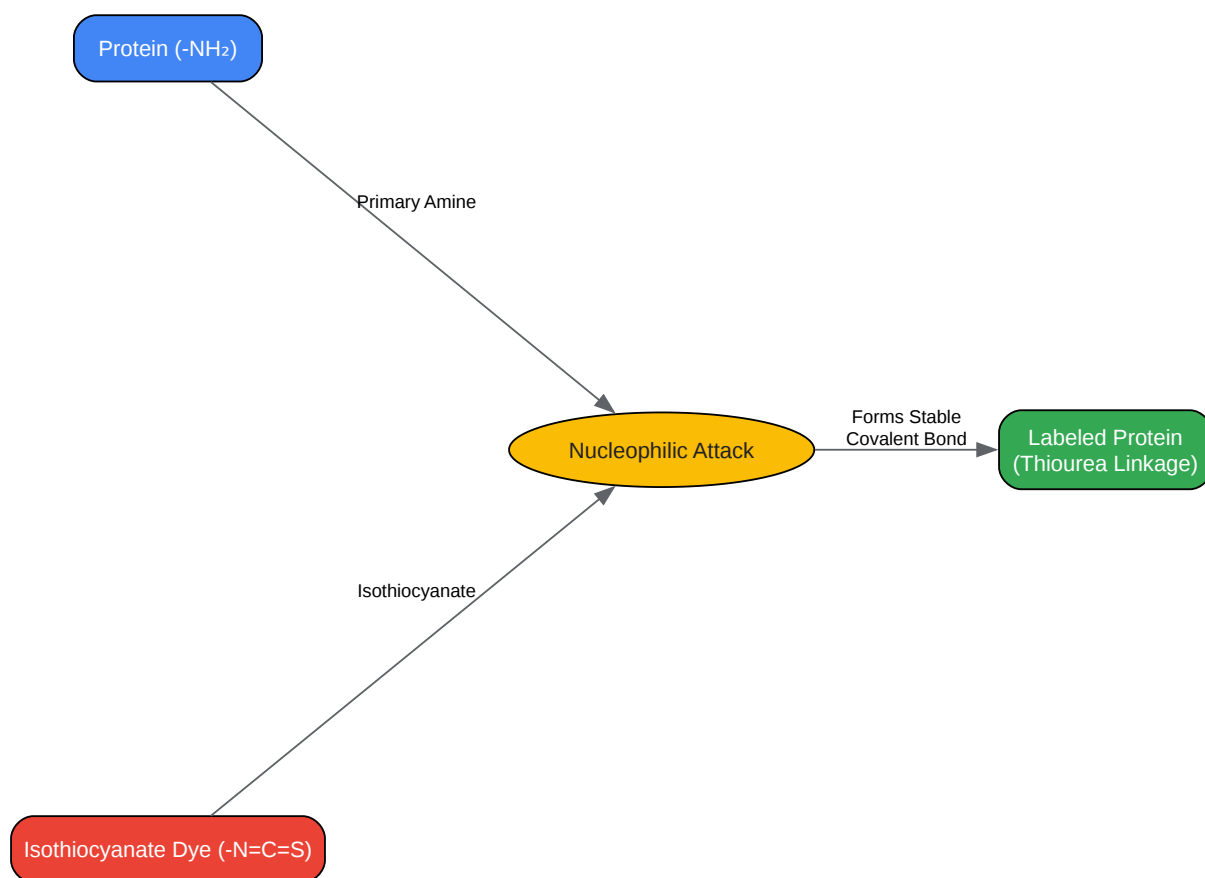 Protein (-NH₂)
Primary Amine
Nucleophilic Attack
Forms Stable
Covalent Bond
Labeled Protein
(Thiourea Linkage)
Isothiocyanate
Isothiocyanate Dye (-N=C=S)